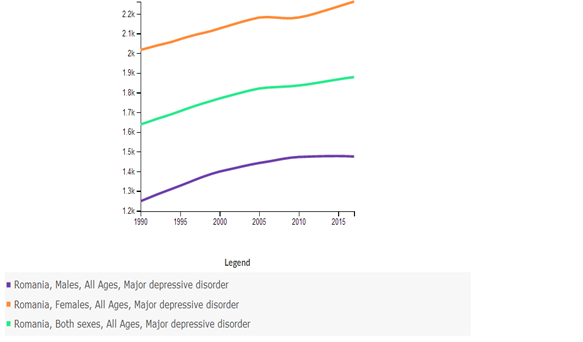 2.2k
2.1k
2k
1.9k
1.8k
1.7k
1.6k
1.5k
1.4k
1.3k
1.2k
1990 1995 2000 2005 2010 2015
Legend
Romania, Males, All Ages, Major depressive disorder
Romania, Females, All Ages, Major depressive disorder
Romania, Both sexes, All Ages, Major depressive disorder